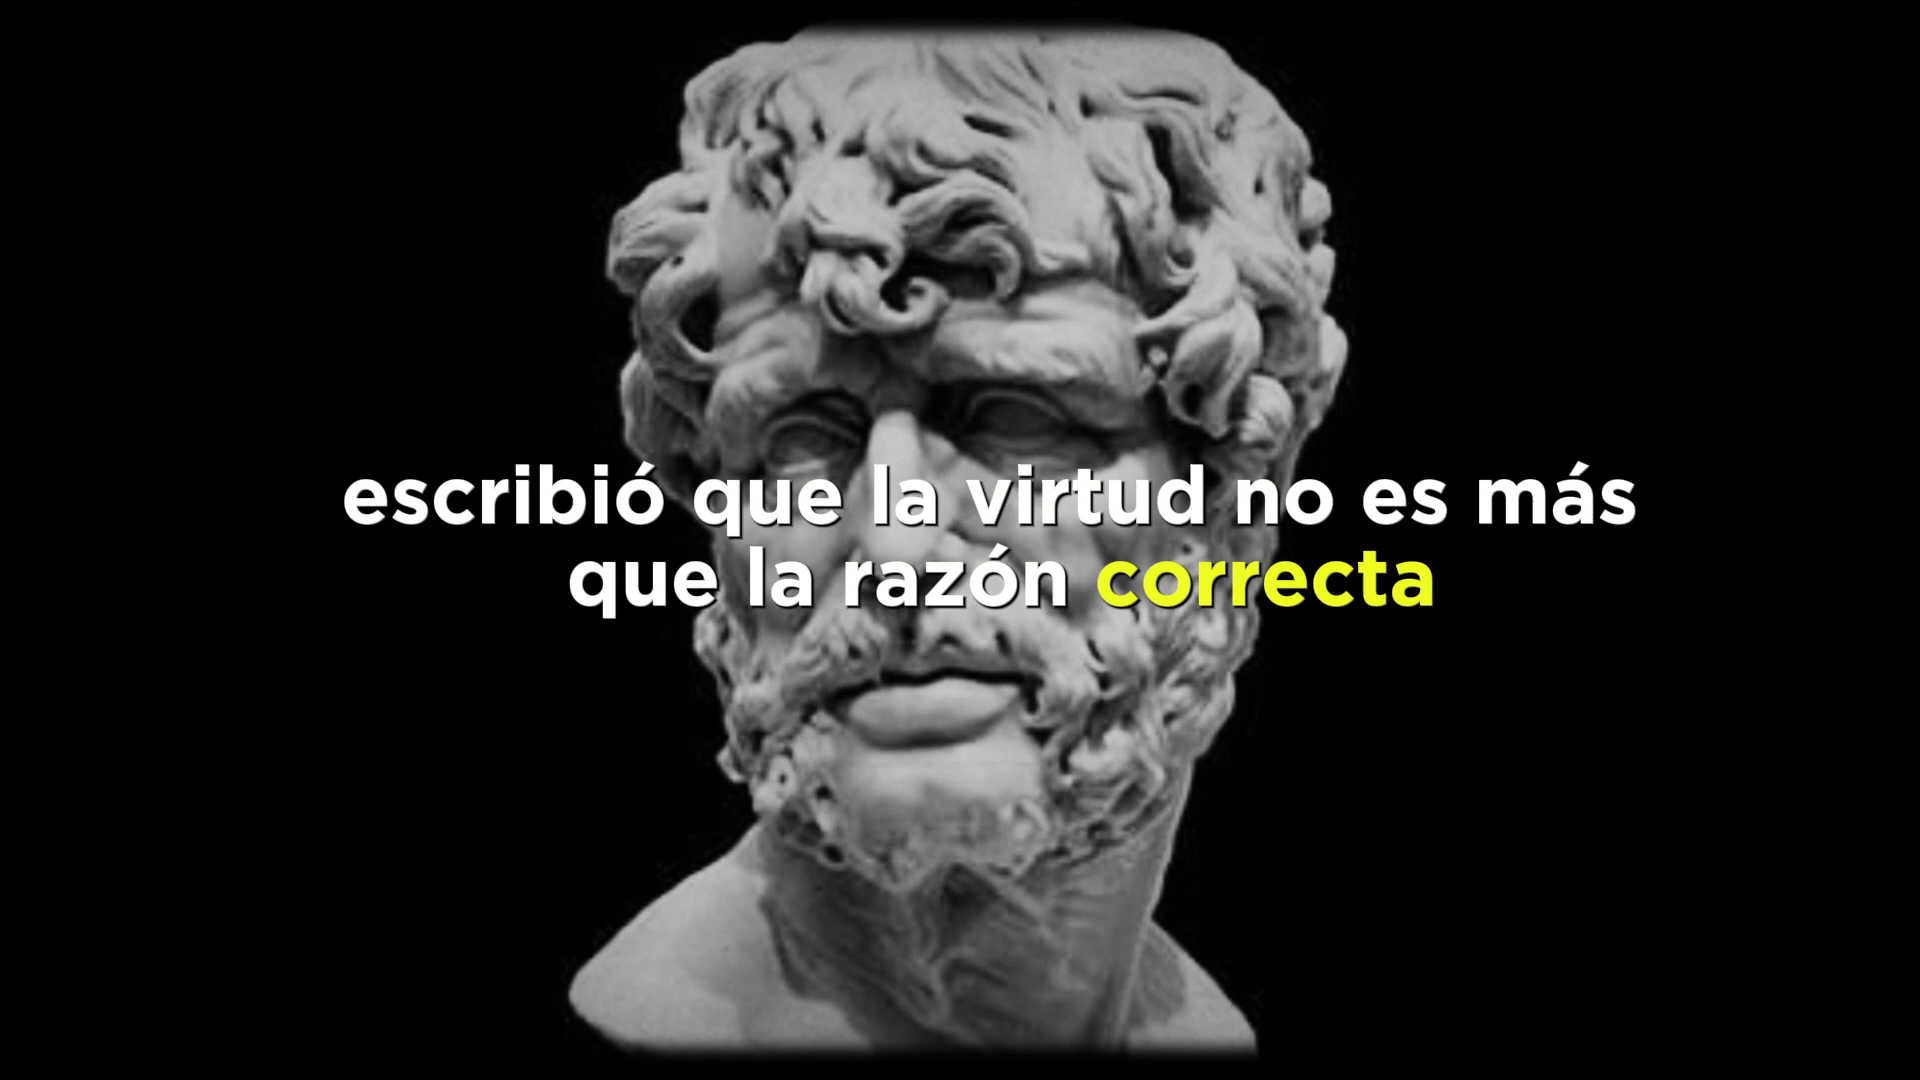 escribió que la virtud no es más
que la razón correcta